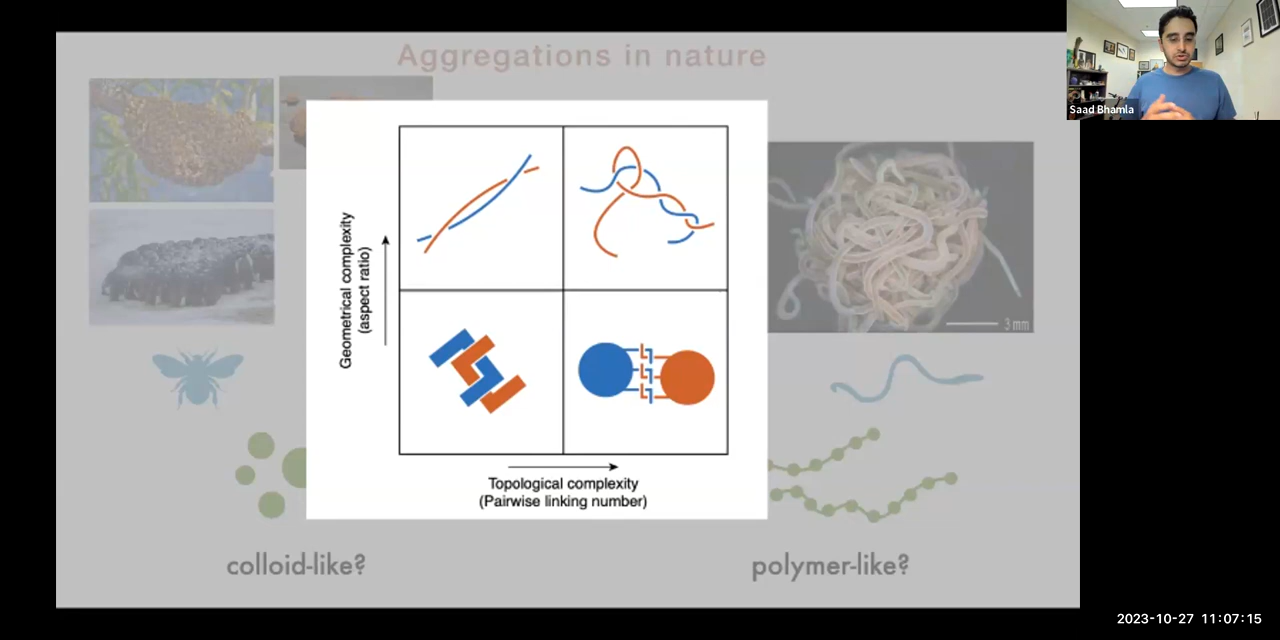 Aggregations in nature
Saad Bhamla
Geometrical complexity
(aspect ratio)
3 mm
Topological complexity
(Pairwise linking number)
colloid-like?
polymer-like?
2023-10-27 11:07:15